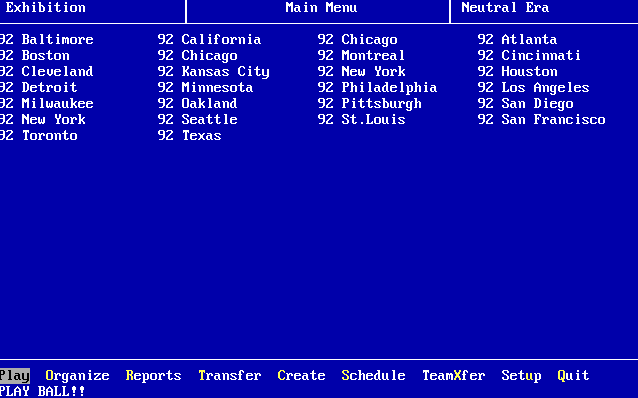 Exhibition Main Menu Neutral Era
92 Baltimore 92 California 92 Chicago 92 Atlanta
92 Boston 92 Chicago 92 Montreal 92 Cincinnati
92 Cleveland 92 Kansas City 92 New York 92 Houston
92 Detroit 92 Minnesota 92 Philadelphia 92 Los Angeles
92 Milwaukee 92 Oakland 92 Pittsburgh 92 San Diego
92 New York 92 Seattle 92 St.Louis 92 San Francisco
92 Toronto 92 Texas
Play Organize Reports Transfer Create Schedule TeamXfer Setup Quit
PLAY BALL!!